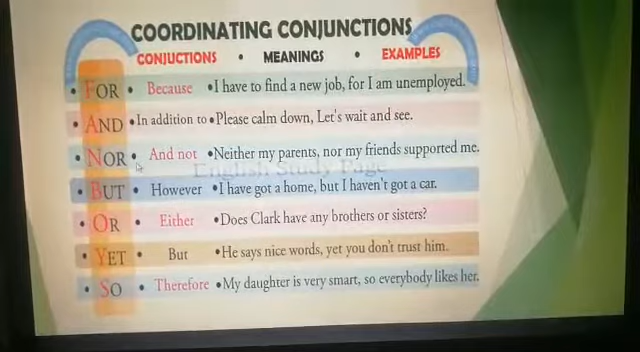 COORDINATING CONJUNCTIONS
CONJUCTIONS • MEANINGS • EXAMPLES
• FOR • Because •I have to find a new job, for I am unemployed.
• AND •In addition to •Please calm down, Let's wait and see.
• NOR • And not •Neither my parents, nor my friends supported me.
English Study Page
• BUT • However •I have got a home, but I haven't got a car.
• OR • Either •Does Clark have any brothers or sisters?
• YET • But •He says nice words, yet you don't trust him.
• SO • Therefore •My daughter is very smart, so everybody likes her.